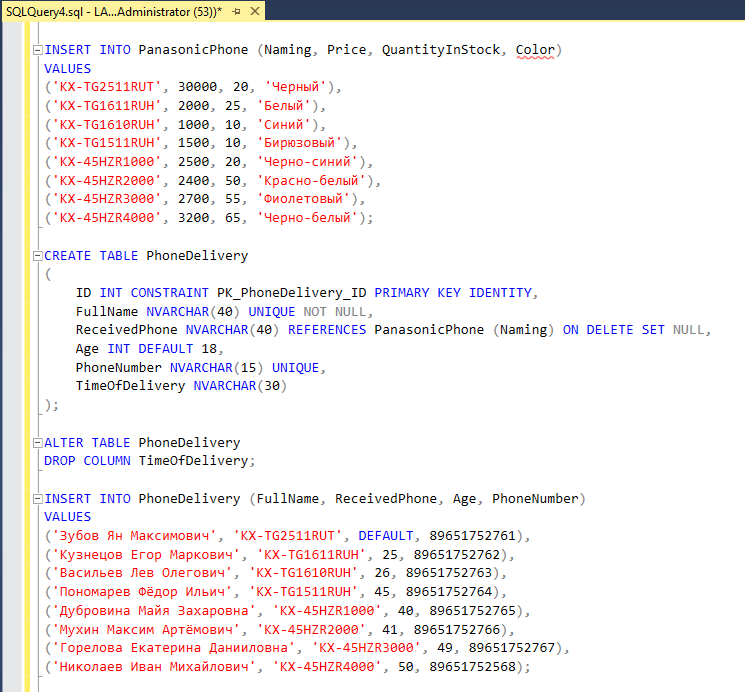 SQLQuery4.sql - LA...Administrator (53))*
INSERT INTO PanasonicPhone (Naming, Price, QuantityInStock, Color)
VALUES
('KX-TG2511RUT', 30000, 20, 'Черный'),
('KX-TG1611RUH', 2000, 25, 'Белый'),
('KX-TG1610RUH', 1000, 10, 'Синий'),
('KX-TG1511RUH', 1500, 10, 'Бирюзовый'),
('KX-45HZR1000', 2500, 20, 'Черно-синий'),
('KX-45HZR2000', 2400, 50, 'Красно-белый'),
('KX-45HZR3000', 2700, 55, 'Фиолетовый'),
('KX-45HZR4000', 3200, 65, 'Черно-белый');
CREATE TABLE PhoneDelivery
(
ID INT CONSTRAINT PK_PhoneDelivery_ID PRIMARY KEY IDENTITY,
FullName NVARCHAR(40) UNIQUE NOT NULL,
ReceivedPhone NVARCHAR(40) REFERENCES PanasonicPhone (Naming) ON DELETE SET NULL,
Age INT DEFAULT 18,
PhoneNumber NVARCHAR(15) UNIQUE,
TimeOfDelivery NVARCHAR(30)
);
ALTER TABLE PhoneDelivery
DROP COLUMN TimeOfDelivery;
INSERT INTO PhoneDelivery (FullName, ReceivedPhone, Age, PhoneNumber)
VALUES
('Зубов Ян Максимович', 'KX-TG2511RUT', DEFAULT, 89651752761),
('Кузнецов Егор Маркович', 'KX-TG1611RUH', 25, 89651752762),
('Васильев Лев Олегович', 'KX-TG1610RUH', 26, 89651752763),
('Пономарев Фёдор Ильич', 'KX-TG1511RUH', 45, 89651752764),
('Дубровина Майя Захаровна', 'KX-45HZR1000', 40, 89651752765),
('Мухин Максим Артёмович', 'KX-45HZR2000', 41, 89651752766),
('Горелова Екатерина Данииловна', 'KX-45HZR3000', 49, 89651752767),
('Николаев Иван Михайлович', 'KX-45HZR4000', 50, 89651752568);